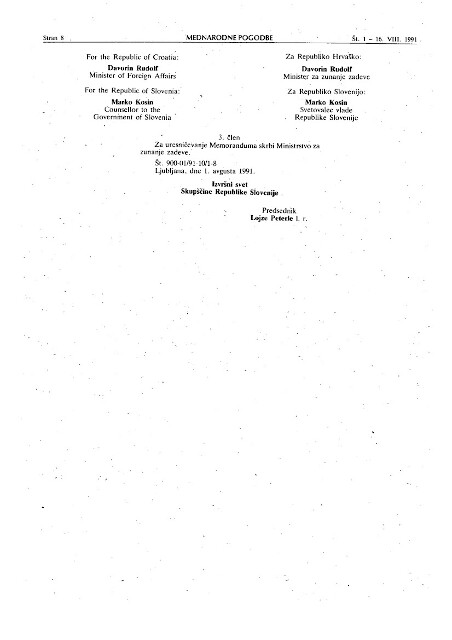 Stran 8 MEDNARODNE POGODBE Št. 1 – 16. VIII. 1991
For the Republic of Croatia:
Davorin Rudolf
Minister of Foreign Affairs
For the Republic of Slovenia:
Marko Kosin
Counsellor to the
Government of Slovenia
Za Republiko Hrvaško:
Davorin Rudolf
Minister za zunanje zadeve
Za Republiko Slovenijo:
Marko Kosin
Svetovalec vlade
Republike Slovenije
3. člen
Za uresničevanje Memoranduma skrbi Ministrstvo za
zunanje zadeve.
Št. 900-01/91-10/1-8
Ljubljana, dne 1. avgusta 1991.
Izvršni svet
Skupščine Republike Slovenije
Predsednik
Lojze Peterle l. r.